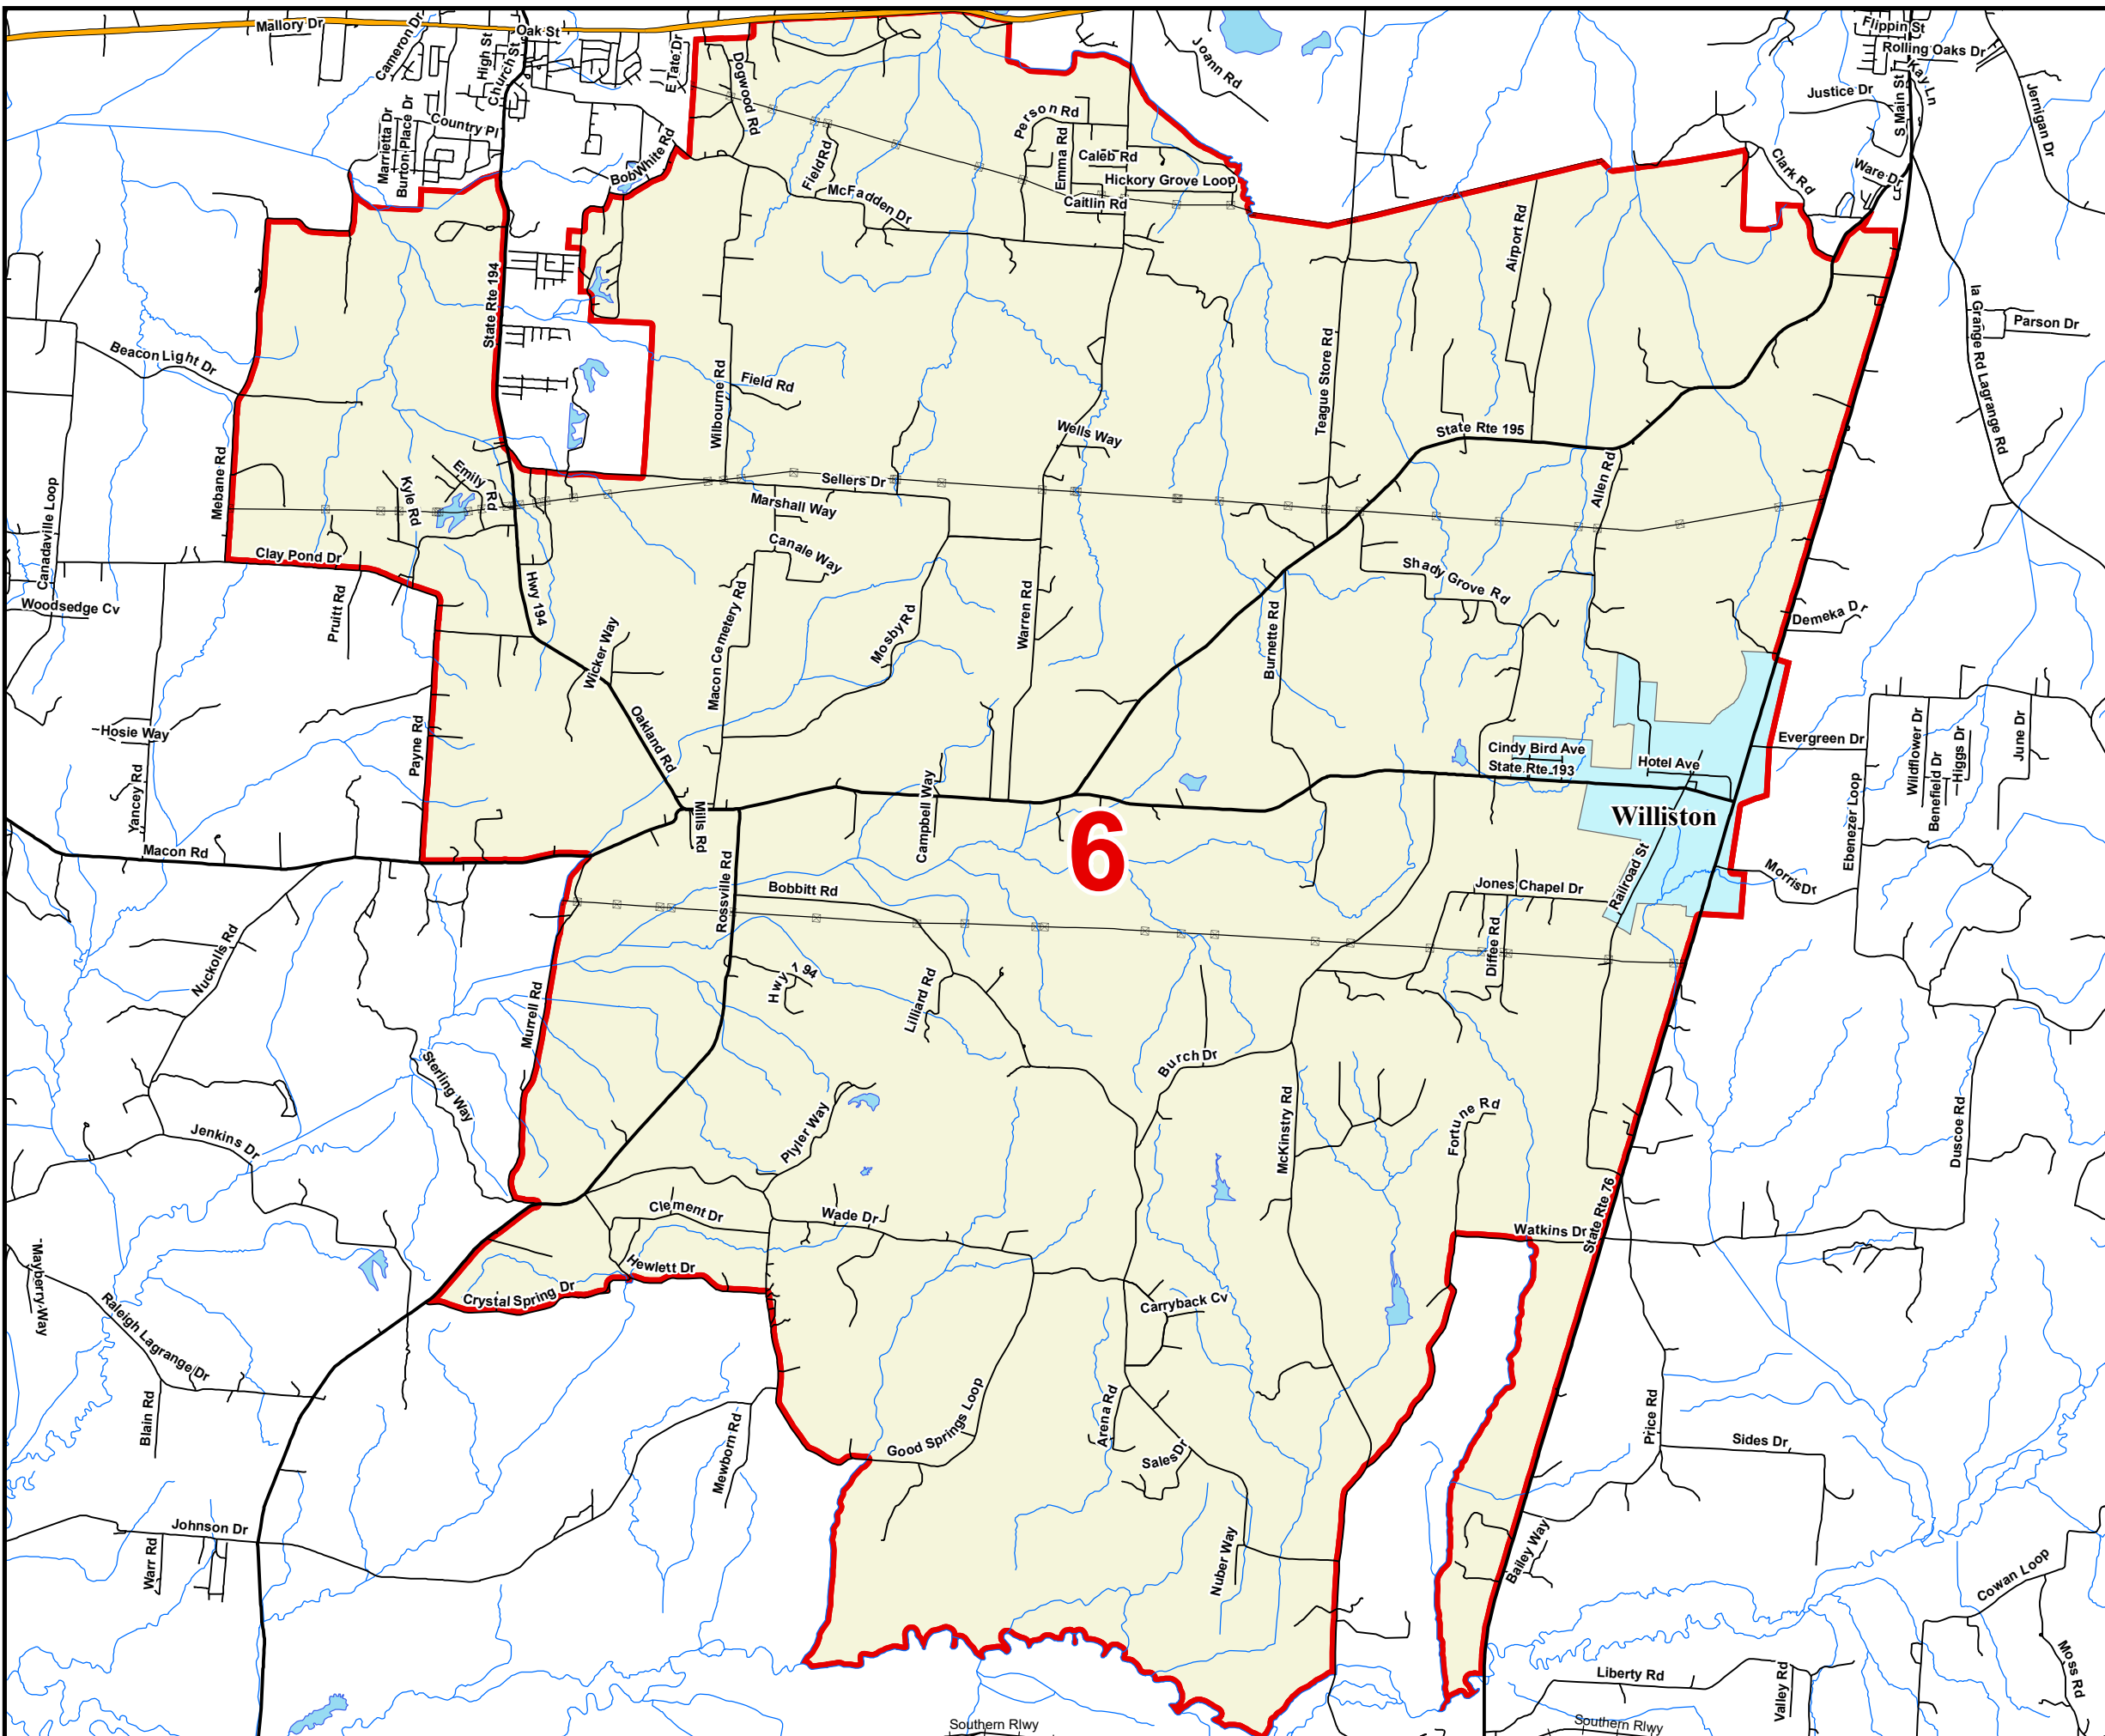 Mallory Dr
Cameron Dr
High St
Church St
Oak St
E Tate Dr
Dogwood Rd
Joann Rd
Flippin St
Rolling Oaks Dr
Kay Ln
S Main St
Justice Dr
Jernigan Dr
Marrietta Dr
Burton Place Dr
Country Pl
BobWhite Rd
Field Rd
McFadden Dr
Person Rd
Emma Rd
Caleb Rd
Hickory Grove Loop
Caitlin Rd
Clark Rd
Ware Dr
Airport Rd
State Rte 194
Beacon Light Dr
Wilbourne Rd
Field Rd
Teague Store Rd
la Grange Rd Lagrange Rd
Parson Dr
Wells Way
State Rte 195
Mebane Rd
Canadaville Loop
Kyle Rd
Emily Rd
Sellers Dr
Marshall Way
Canale Way
Allen Rd
Clay Pond Dr
Woodsedge Cv
Pruitt Rd
Hwy 194
Wicker Way
Macon Cemetery Rd
Mosby Rd
Warren Rd
Burnette Rd
Shady Grove Rd
Demeka Dr
Hosie Way
Yancey Rd
Payne Rd
Oakland Rd
Mills Rd
Campbell Way
Cindy Bird Ave
State Rte 193
Hotel Ave
Evergreen Dr
Wildflower Dr
Benefield Dr
Higgs Dr
June Dr
Ebenezer Loop
Williston
6
Macon Rd
Rossville Rd
Bobbitt Rd
Jones Chapel Dr
Railroad St
Morris Dr
Nuckolls Rd
Murrell Rd
Hwy 194
Lilliard Rd
Diffee Rd
Sterling Way
Burch Dr
McKinstry Rd
Fortune Rd
Jenkins Dr
Plyler Way
Duscoe Rd
Clement Dr
Wade Dr
Watkins Dr
State Rte 76
Mayberry Way
Raleigh Lagrange Dr
Crystal Spring Dr
Hewlett Dr
Carryback Cv
Blain Rd
Mewborn Rd
Good Springs Loop
Arena Rd
Sales Dr
Price Rd
Sides Dr
Johnson Dr
Warr Rd
Nuber Way
Bailey Way
Cowan Loop
Liberty Rd
Valley Rd
Moss Rd
Southern Rlwy
Southern Rlwy